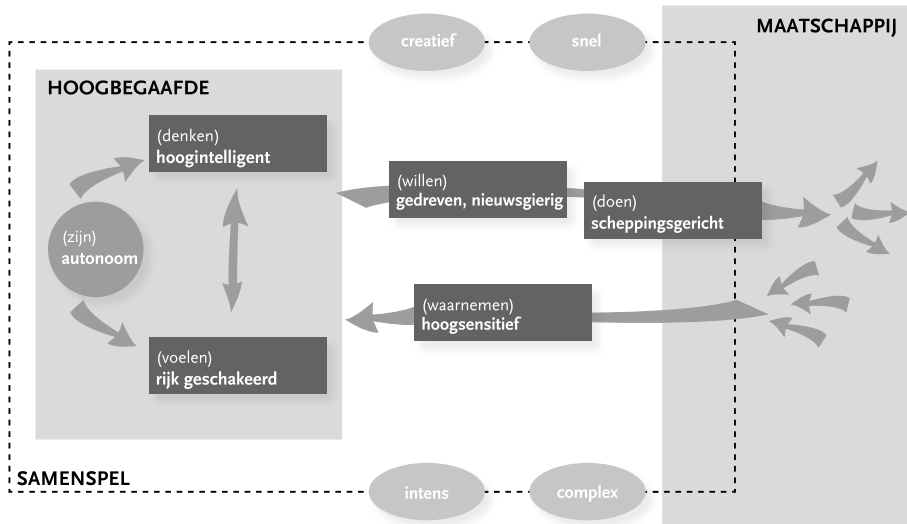 creatief
snel
MAATSCHAPPIJ
HOOGBEGAAFDE
(denken)
hoogintelligent
(willen)
gedreven, nieuwsgierig
(doen)
scheppingsgericht
(zijn)
autonoom
(waarnemen)
hoogsensitief
(voelen)
rijk geschakeerd
SAMENSPEL
intens
complex